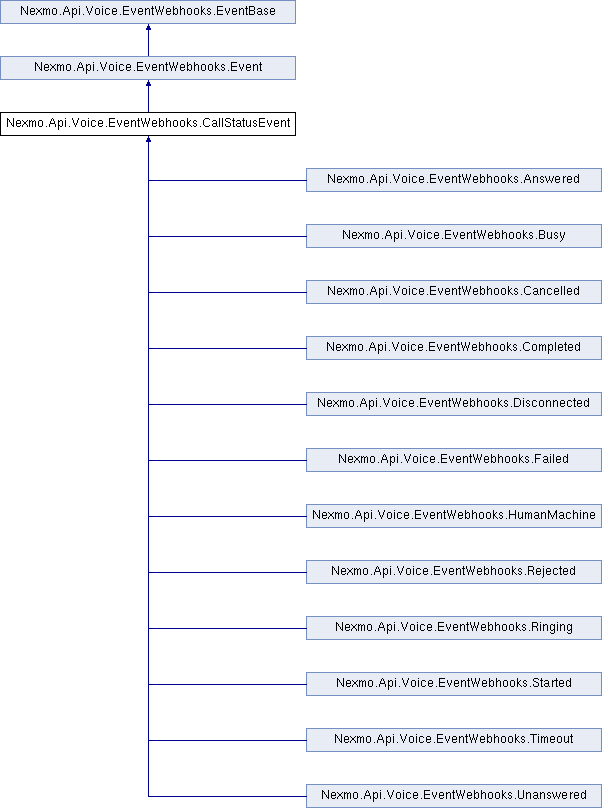 Nexmo.Api.Voice.EventWebhooks.EventBase
Nexmo.Api.Voice.EventWebhooks.Event
Nexmo.Api.Voice.EventWebhooks.CallStatusEvent
Nexmo.Api.Voice.EventWebhooks.Answered
Nexmo.Api.Voice.EventWebhooks.Busy
Nexmo.Api.Voice.EventWebhooks.Cancelled
Nexmo.Api.Voice.EventWebhooks.Completed
Nexmo.Api.Voice.EventWebhooks.Disconnected
Nexmo.Api.Voice.EventWebhooks.Failed
Nexmo.Api.Voice.EventWebhooks.HumanMachine
Nexmo.Api.Voice.EventWebhooks.Rejected
Nexmo.Api.Voice.EventWebhooks.Ringing
Nexmo.Api.Voice.EventWebhooks.Started
Nexmo.Api.Voice.EventWebhooks.Timeout
Nexmo.Api.Voice.EventWebhooks.Unanswered